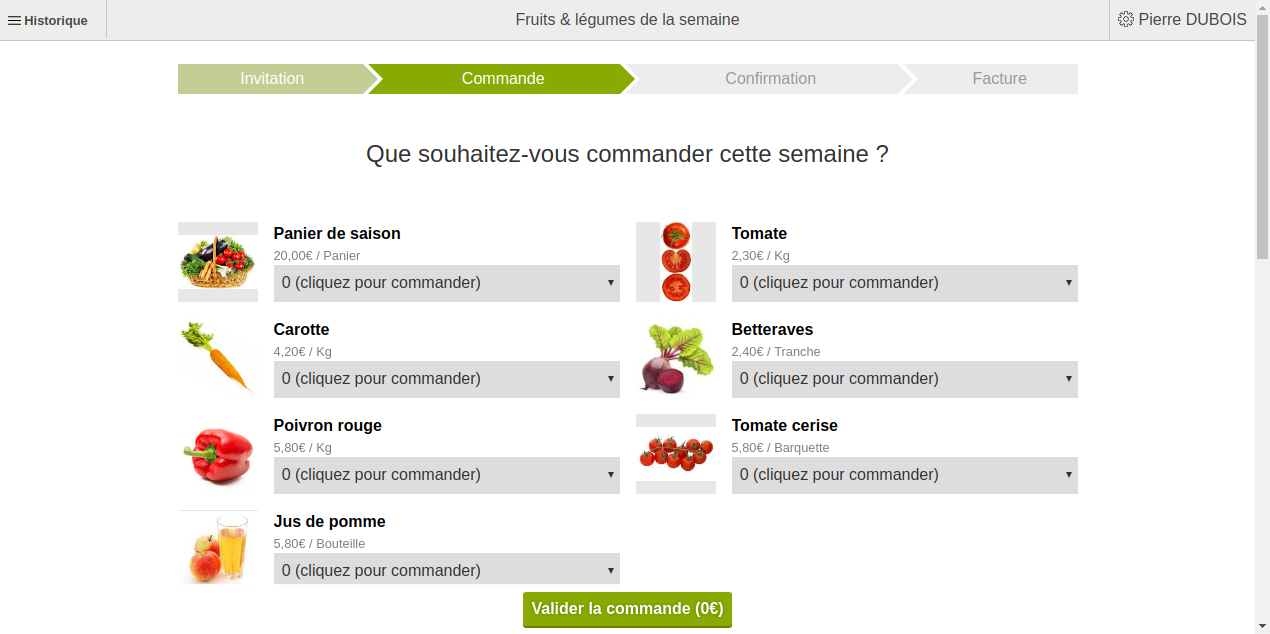 Historique
Fruits & légumes de la semaine
Pierre DUBOIS
Invitation
Commande
Confirmation
Facture
Que souhaitez-vous commander cette semaine ?
Panier de saison
20,00€ / Panier
0 (cliquez pour commander)
Tomate
2,30€ / Kg
0 (cliquez pour commander)
Carotte
4,20€ / Kg
0 (cliquez pour commander)
Betteraves
2,40€ / Tranche
0 (cliquez pour commander)
Poivron rouge
5,80€ / Kg
0 (cliquez pour commander)
Tomate cerise
5,80€ / Barquette
0 (cliquez pour commander)
Jus de pomme
5,80€ / Bouteille
0 (cliquez pour commander)
Valider la commande (0€)